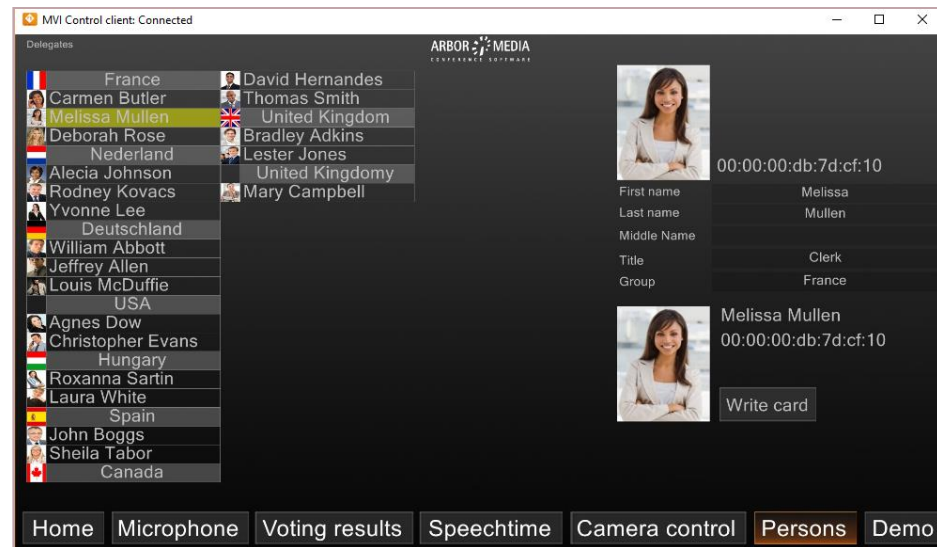 MVI Control client: Connected
Delegates
ARBOR MEDIA
CONFERENCE SOFTWARE
France
Carmen Butler
Melissa Mullen
Deborah Rose
Nederland
Alecia Johnson
Rodney Kovacs
Yvonne Lee
Deutschland
William Abbott
Jeffrey Allen
Louis McDuffie
USA
Agnes Dow
Christopher Evans
Hungary
Roxanna Sartin
Laura White
Spain
John Boggs
Sheila Tabor
Canada
David Hernandes
Thomas Smith
United Kingdom
Bradley Adkins
Lester Jones
United Kingdomy
Mary Campbell
00:00:00:db:7d:cf:10
First name Melissa
Last name Mullen
Middle Name
Title Clerk
Group France
Melissa Mullen
00:00:00:db:7d:cf:10
Write card
Home Microphone Voting results Speechtime Camera control Persons Demo